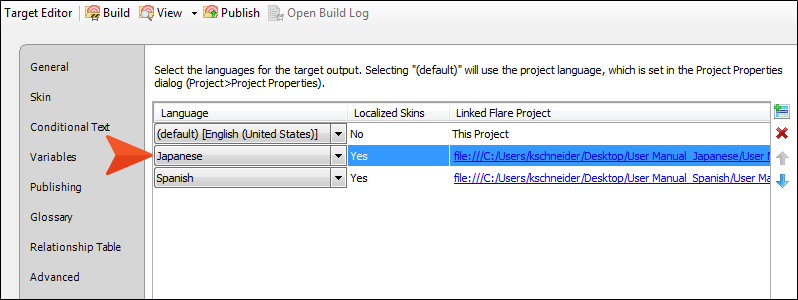 Target Editor Build View Publish Open Build Log
General
Skin
Conditional Text
Variables
Publishing
Glossary
Relationship Table
Advanced
Select the languages for the target output. Selecting "(default)" will use the project language, which is set in the Project Properties
dialog (Project>Project Properties).
Language Localized Skins Linked Flare Project
(default) [English (United States)] No This Project
Japanese Yes file:///C:/Users/kschneider/Desktop/User Manual_Japanese/User M
Spanish Yes file:///C:/Users/kschneider/Desktop/User Manual_Spanish/User Ma